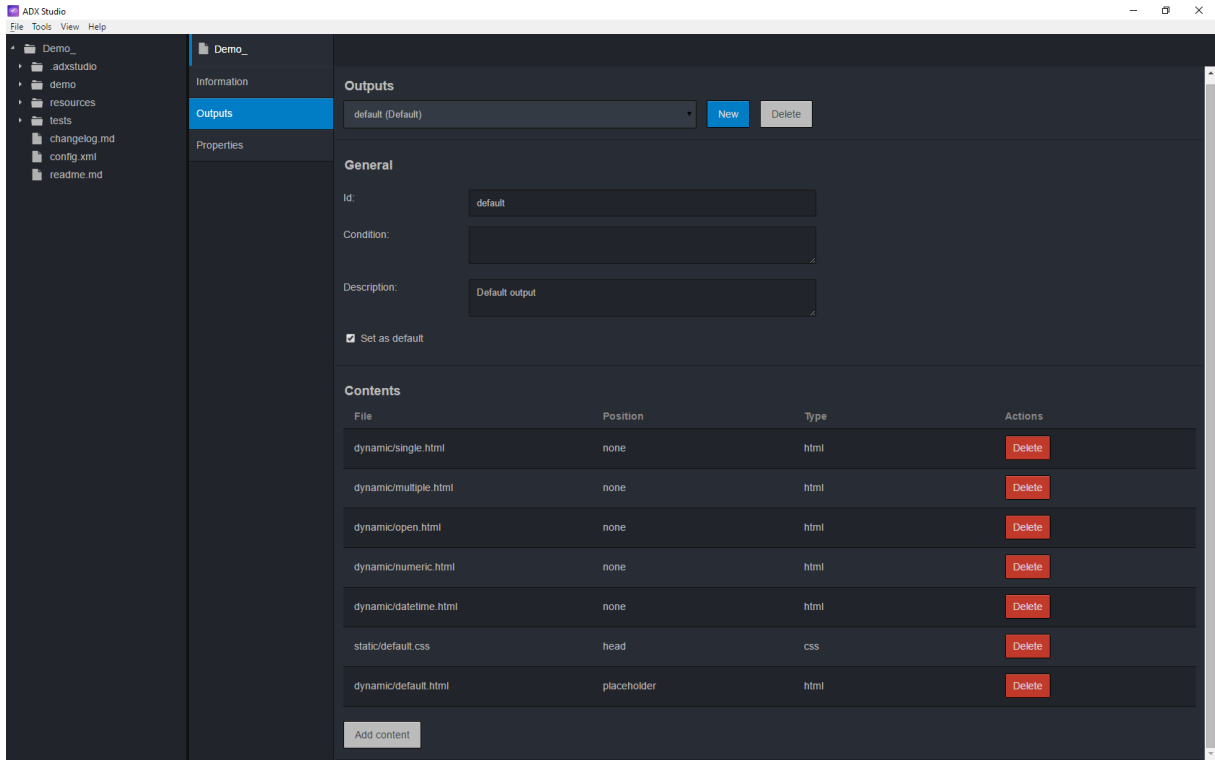 ADX Studio
File Tools View Help
Demo_
.adxstudio
demo
resources
tests
changelog.md
config.xml
readme.md
Demo_
Information
Outputs
Properties
Outputs
default (Default)
New
Delete
General
Id:
default
Condition:
Description:
Default output
Set as default
Contents
File Position Type Actions
dynamic/single.html none html Delete
dynamic/multiple.html none html Delete
dynamic/open.html none html Delete
dynamic/numeric.html none html Delete
dynamic/datetime.html none html Delete
static/default.css head css Delete
dynamic/default.html placeholder html Delete
Add content